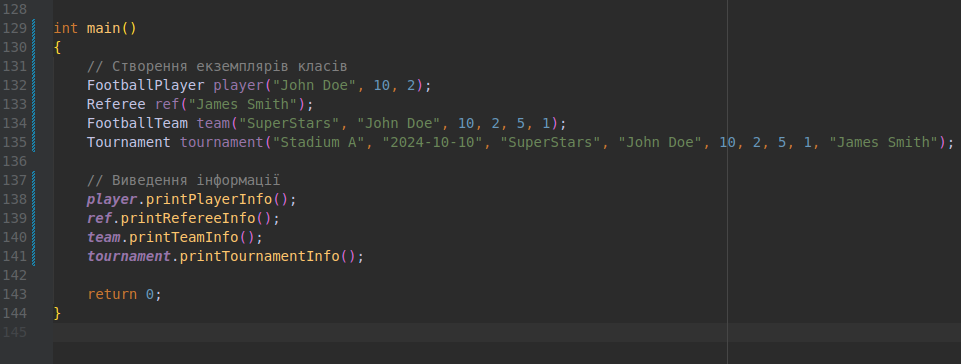 128
129 int main()
130 {
131     // Створення екземплярів класів
132     FootballPlayer player("John Doe", 10, 2);
133     Referee ref("James Smith");
134     FootballTeam team("SuperStars", "John Doe", 10, 2, 5, 1);
135     Tournament tournament("Stadium A", "2024-10-10", "SuperStars", "John Doe", 10, 2, 5, 1, "James Smith");
136
137     // Виведення інформації
138     player.printPlayerInfo();
139     ref.printRefereeInfo();
140     team.printTeamInfo();
141     tournament.printTournamentInfo();
142
143     return 0;
144 }
145